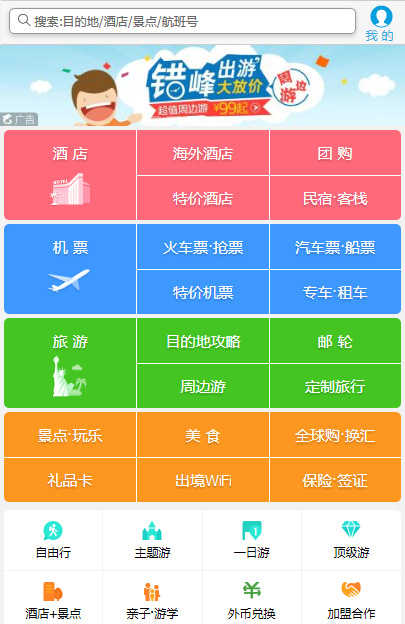 搜索:目的地/酒店/景点/航班号
我的
错峰出游
大放价
周边游
超值周边游 ¥99起
广告
酒店 海外酒店 团购
特价酒店 民宿·客栈
机票 火车票·抢票 汽车票·船票
特价机票 专车·租车
旅游 目的地攻略 邮轮
周边游 定制旅行
景点·玩乐 美食 全球购·换汇
礼品卡 出境WiFi 保险·签证
自由行 主题游 一日游 顶级游
酒店+景点 亲子·游学 外币兑换 加盟合作